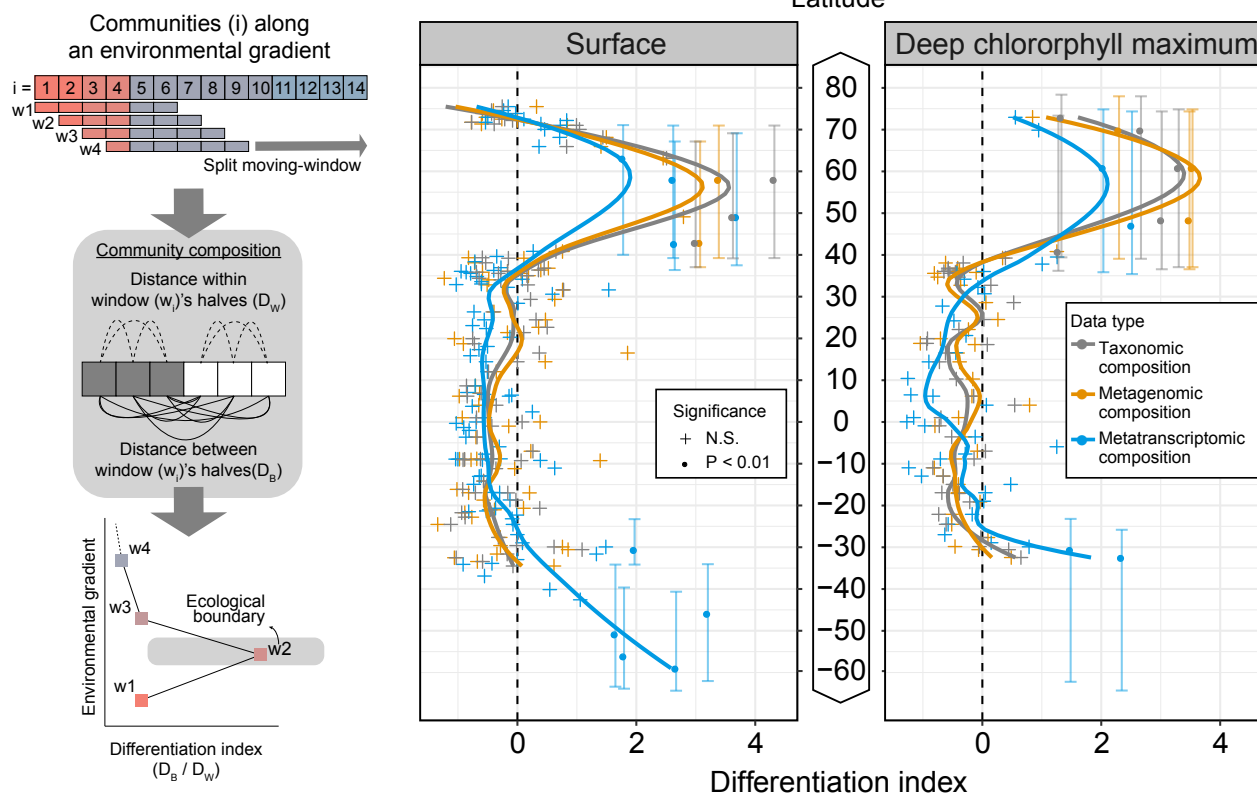 Latitude
Communities (i) along
an environmental gradient
i = 1 2 3 4 5 6 7 8 9 10 11 12 13 14
w1
w2
w3
w4
Split moving-window
Community composition
Distance within
window (wᵢ)'s halves (D_W)
Distance between
window (wᵢ)'s halves(D_B)
Environmental gradient
w4
w3
Ecological
boundary
w2
w1
Differentiation index
(D_B / D_W)
Surface
Deep chlororphyll maximum
80
70
60
50
40
30
20
10
0
−10
−20
−30
−40
−50
−60
Significance
N.S.
P < 0.01
Data type
Taxonomic
composition
Metagenomic
composition
Metatranscriptomic
composition
0 2 4
0 2 4
Differentiation index